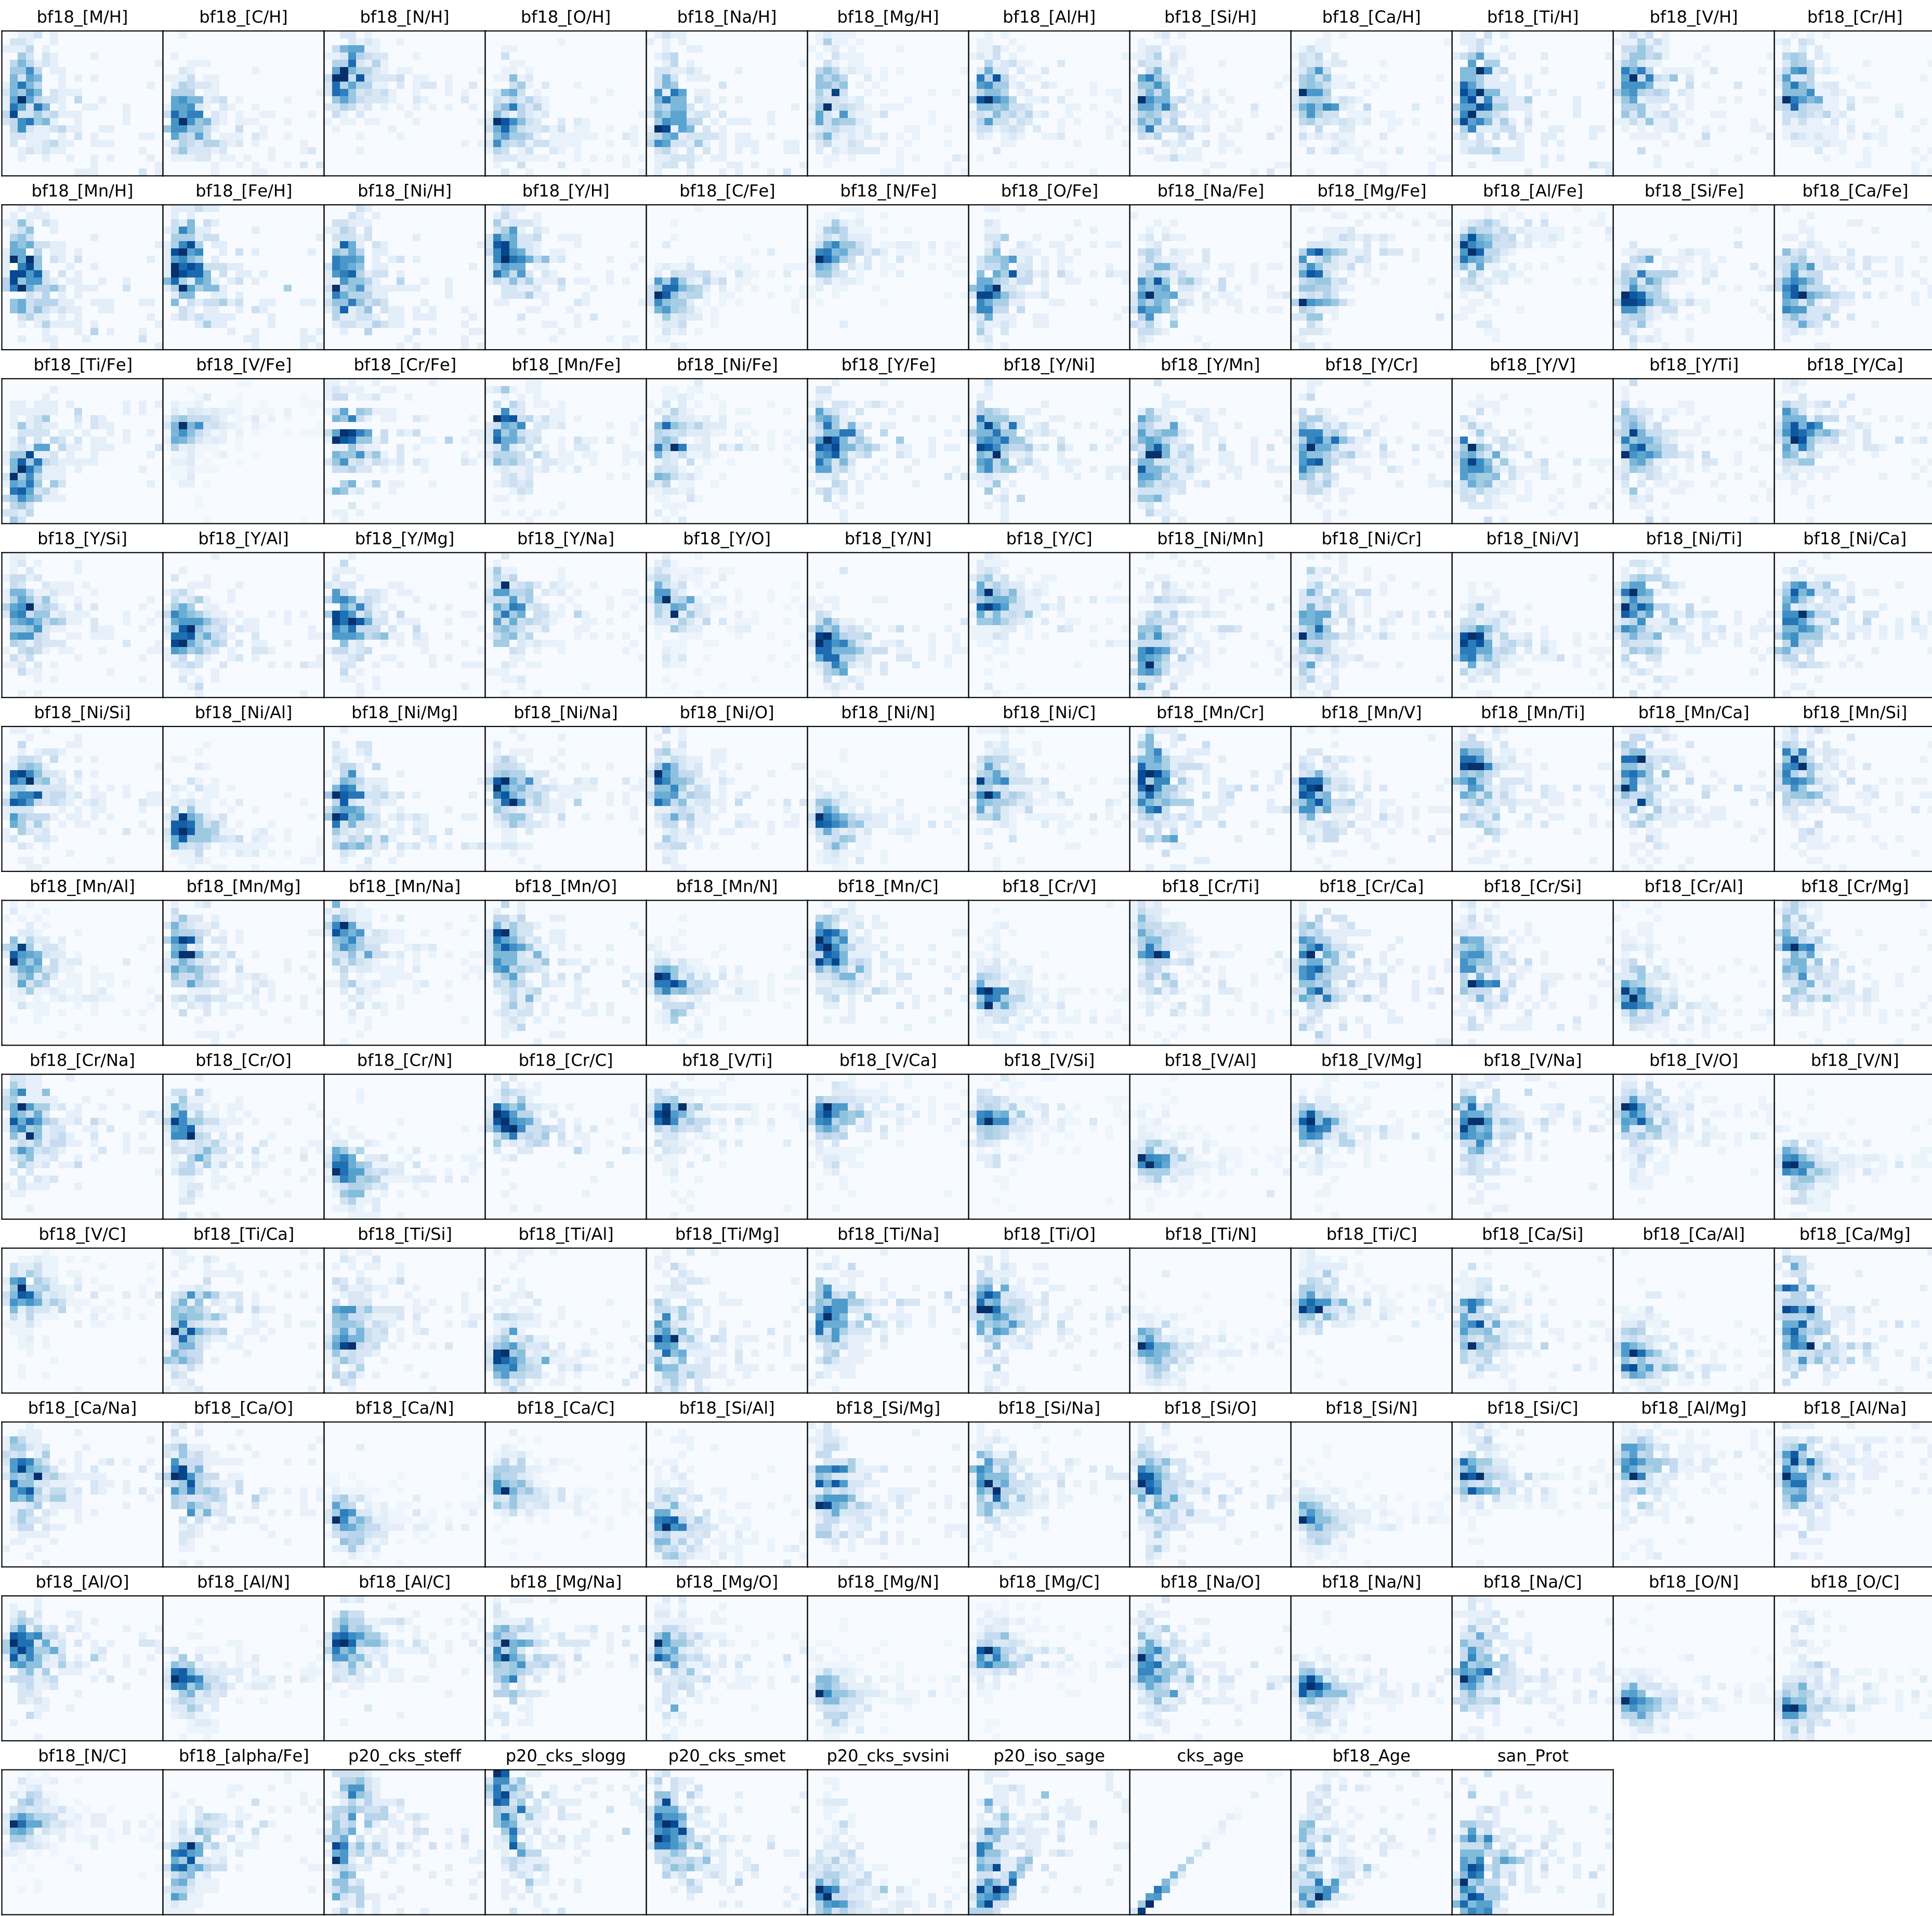 bf18_[M/H] bf18_[C/H] bf18_[N/H] bf18_[O/H] bf18_[Na/H] bf18_[Mg/H] bf18_[Al/H] bf18_[Si/H] bf18_[Ca/H] bf18_[Ti/H] bf18_[V/H] bf18_[Cr/H]
bf18_[Mn/H] bf18_[Fe/H] bf18_[Ni/H] bf18_[Y/H] bf18_[C/Fe] bf18_[N/Fe] bf18_[O/Fe] bf18_[Na/Fe] bf18_[Mg/Fe] bf18_[Al/Fe] bf18_[Si/Fe] bf18_[Ca/Fe]
bf18_[Ti/Fe] bf18_[V/Fe] bf18_[Cr/Fe] bf18_[Mn/Fe] bf18_[Ni/Fe] bf18_[Y/Fe] bf18_[Y/Ni] bf18_[Y/Mn] bf18_[Y/Cr] bf18_[Y/V] bf18_[Y/Ti] bf18_[Y/Ca]
bf18_[Y/Si] bf18_[Y/Al] bf18_[Y/Mg] bf18_[Y/Na] bf18_[Y/O] bf18_[Y/N] bf18_[Y/C] bf18_[Ni/Mn] bf18_[Ni/Cr] bf18_[Ni/V] bf18_[Ni/Ti] bf18_[Ni/Ca]
bf18_[Ni/Si] bf18_[Ni/Al] bf18_[Ni/Mg] bf18_[Ni/Na] bf18_[Ni/O] bf18_[Ni/N] bf18_[Ni/C] bf18_[Mn/Cr] bf18_[Mn/V] bf18_[Mn/Ti] bf18_[Mn/Ca] bf18_[Mn/Si]
bf18_[Mn/Al] bf18_[Mn/Mg] bf18_[Mn/Na] bf18_[Mn/O] bf18_[Mn/N] bf18_[Mn/C] bf18_[Cr/V] bf18_[Cr/Ti] bf18_[Cr/Ca] bf18_[Cr/Si] bf18_[Cr/Al] bf18_[Cr/Mg]
bf18_[Cr/Na] bf18_[Cr/O] bf18_[Cr/N] bf18_[Cr/C] bf18_[V/Ti] bf18_[V/Ca] bf18_[V/Si] bf18_[V/Al] bf18_[V/Mg] bf18_[V/Na] bf18_[V/O] bf18_[V/N]
bf18_[V/C] bf18_[Ti/Ca] bf18_[Ti/Si] bf18_[Ti/Al] bf18_[Ti/Mg] bf18_[Ti/Na] bf18_[Ti/O] bf18_[Ti/N] bf18_[Ti/C] bf18_[Ca/Si] bf18_[Ca/Al] bf18_[Ca/Mg]
bf18_[Ca/Na] bf18_[Ca/O] bf18_[Ca/N] bf18_[Ca/C] bf18_[Si/Al] bf18_[Si/Mg] bf18_[Si/Na] bf18_[Si/O] bf18_[Si/N] bf18_[Si/C] bf18_[Al/Mg] bf18_[Al/Na]
bf18_[Al/O] bf18_[Al/N] bf18_[Al/C] bf18_[Mg/Na] bf18_[Mg/O] bf18_[Mg/N] bf18_[Mg/C] bf18_[Na/O] bf18_[Na/N] bf18_[Na/C] bf18_[O/N] bf18_[O/C]
bf18_[N/C] bf18_[alpha/Fe] p20_cks_steff p20_cks_slogg p20_cks_smet p20_cks_svsini p20_iso_sage cks_age bf18_Age san_Prot